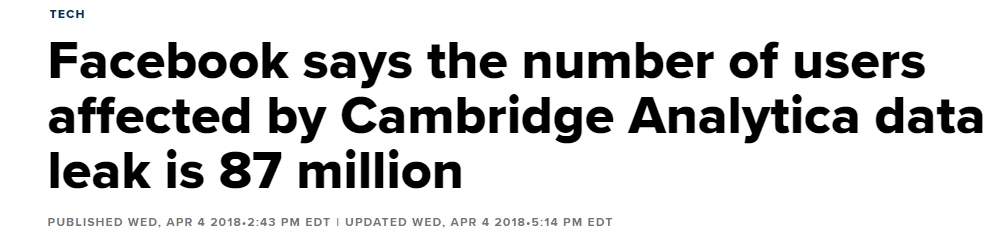 TECH
Facebook says the number of users
affected by Cambridge Analytica data
leak is 87 million
PUBLISHED WED, APR 4 2018•2:43 PM EDT | UPDATED WED, APR 4 2018•5:14 PM EDT